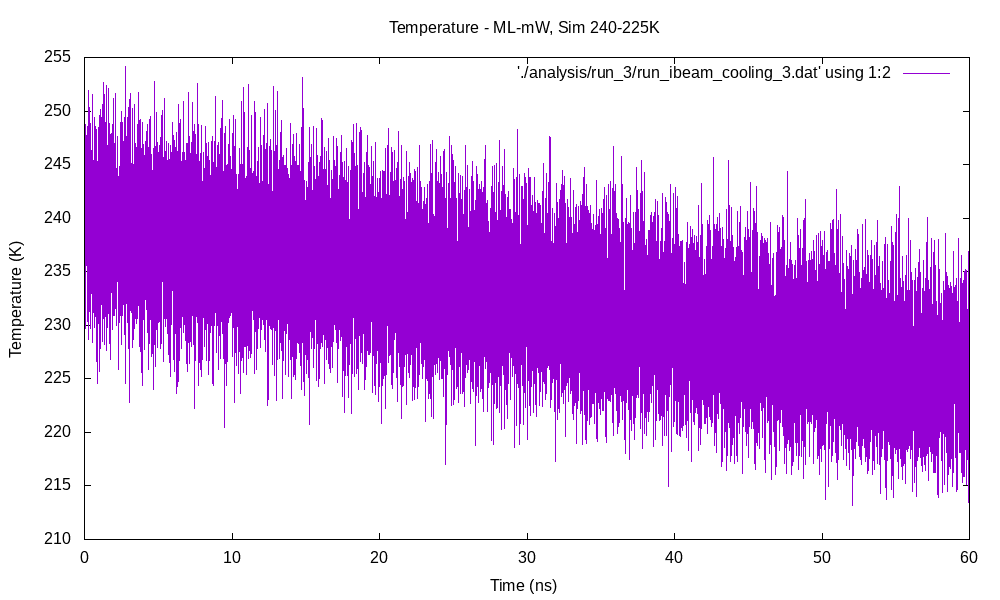 Temperature - ML-mW, Sim 240-225K
'./analysis/run_3/run_ibeam_cooling_3.dat' using 1:2
255
250
245
240
235
230
225
220
215
210
Temperature (K)
0 10 20 30 40 50 60
Time (ns)